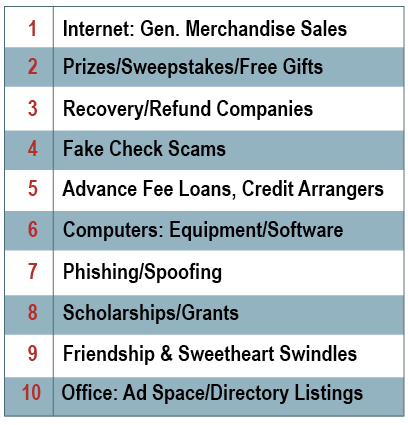 1 Internet: Gen. Merchandise Sales
2 Prizes/Sweepstakes/Free Gifts
3 Recovery/Refund Companies
4 Fake Check Scams
5 Advance Fee Loans, Credit Arrangers
6 Computers: Equipment/Software
7 Phishing/Spoofing
8 Scholarships/Grants
9 Friendship & Sweetheart Swindles
10 Office: Ad Space/Directory Listings